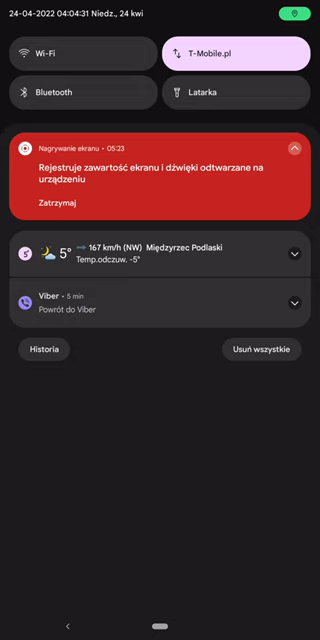 24-04-2022 04:04:31 Niedz., 24 kwi
Wi-Fi
T-Mobile.pl
Bluetooth
Latarka
Nagrywanie ekranu • 05:23
Rejestruje zawartość ekranu i dźwięki odtwarzane na
urządzeniu
Zatrzymaj
5° 5° 167 km/h (NW) Międzyrzec Podlaski
Temp.odczuw. -5°
Viber • 5 min
Powrót do Viber
Historia
Usuń wszystkie